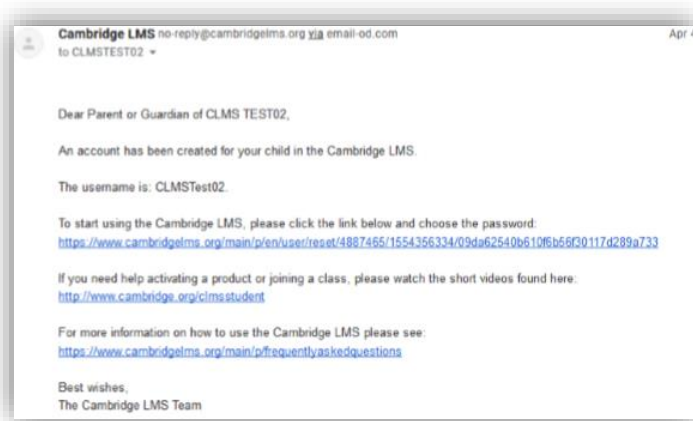 Cambridge LMS no-reply@cambridgelms.org via email-od.com Apr 4
to CLMSTEST02
Dear Parent or Guardian of CLMS TEST02,
An account has been created for your child in the Cambridge LMS.
The username is: CLMSTest02.
To start using the Cambridge LMS, please click the link below and choose the password:
https://www.cambridgelms.org/main/p/en/user/reset/4887465/1554356334/09da62540b610f6b56f30117d289a733
If you need help activating a product or joining a class, please watch the short videos found here:
http://www.cambridge.org/clmsstudent
For more information on how to use the Cambridge LMS please see:
https://www.cambridgelms.org/main/p/frequentlyaskedquestions
Best wishes,
The Cambridge LMS Team